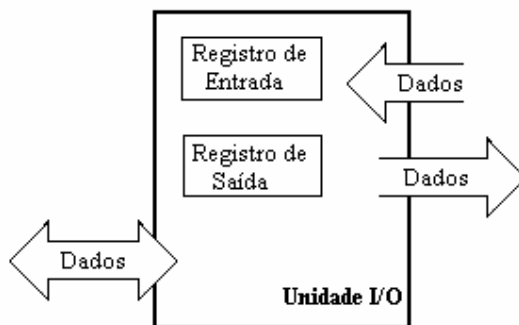 Registro de
Entrada
Dados
Registro de
Saída
Dados
Dados
Unidade I/O